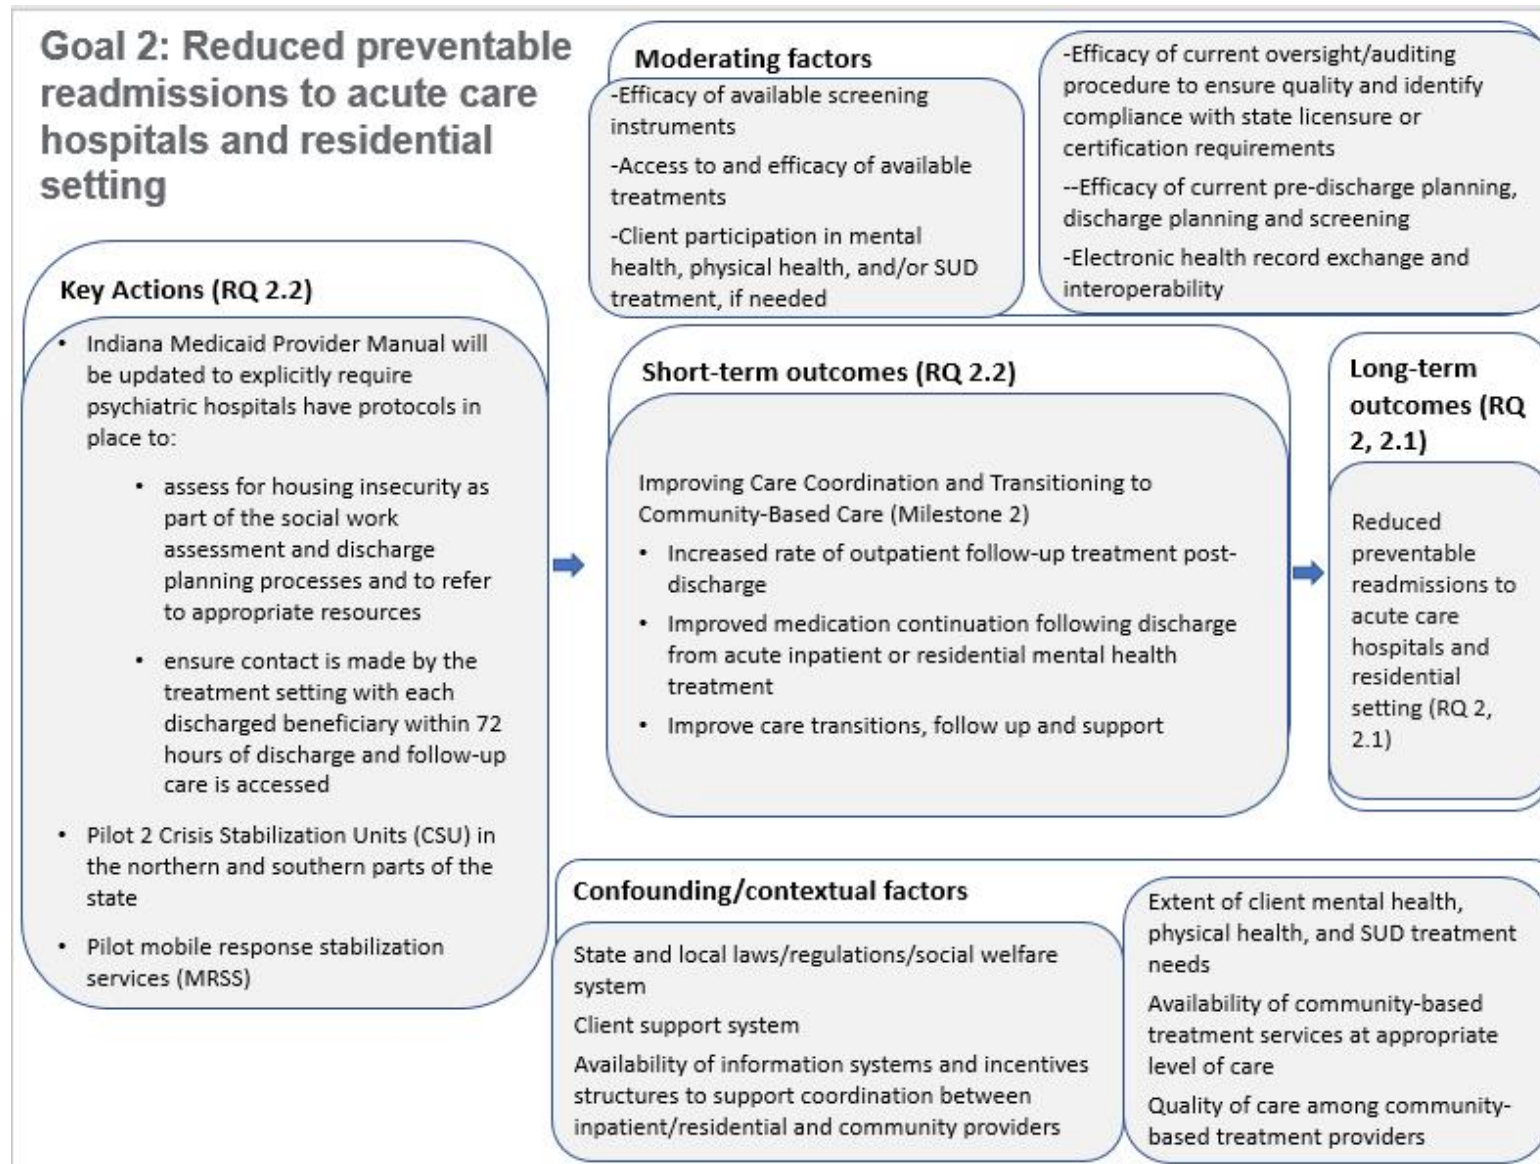 Goal 2: Reduced preventable
readmissions to acute care
hospitals and residential
setting
Moderating factors
-Efficacy of available screening
instruments
-Access to and efficacy of available
treatments
-Client participation in mental
health, physical health, and/or SUD
treatment, if needed
-Efficacy of current oversight/auditing
procedure to ensure quality and identify
compliance with state licensure or
certification requirements
--Efficacy of current pre-discharge planning,
discharge planning and screening
-Electronic health record exchange and
interoperability
Key Actions (RQ 2.2)
• Indiana Medicaid Provider Manual will
be updated to explicitly require
psychiatric hospitals have protocols in
place to:
• assess for housing insecurity as
part of the social work
assessment and discharge
planning processes and to refer
to appropriate resources
• ensure contact is made by the
treatment setting with each
discharged beneficiary within 72
hours of discharge and follow-up
care is accessed
• Pilot 2 Crisis Stabilization Units (CSU) in
the northern and southern parts of the
state
• Pilot mobile response stabilization
services (MRSS)
Short-term outcomes (RQ 2.2)
Improving Care Coordination and Transitioning to
Community-Based Care (Milestone 2)
• Increased rate of outpatient follow-up treatment post-
discharge
• Improved medication continuation following discharge
from acute inpatient or residential mental health
treatment
• Improve care transitions, follow up and support
Long-term
outcomes (RQ
2, 2.1)
Reduced
preventable
readmissions to
acute care
hospitals and
residential
setting (RQ 2,
2.1)
Confounding/contextual factors
State and local laws/regulations/social welfare
system
Client support system
Availability of information systems and incentives
structures to support coordination between
inpatient/residential and community providers
Extent of client mental health,
physical health, and SUD treatment
needs
Availability of community-based
treatment services at appropriate
level of care
Quality of care among community-
based treatment providers